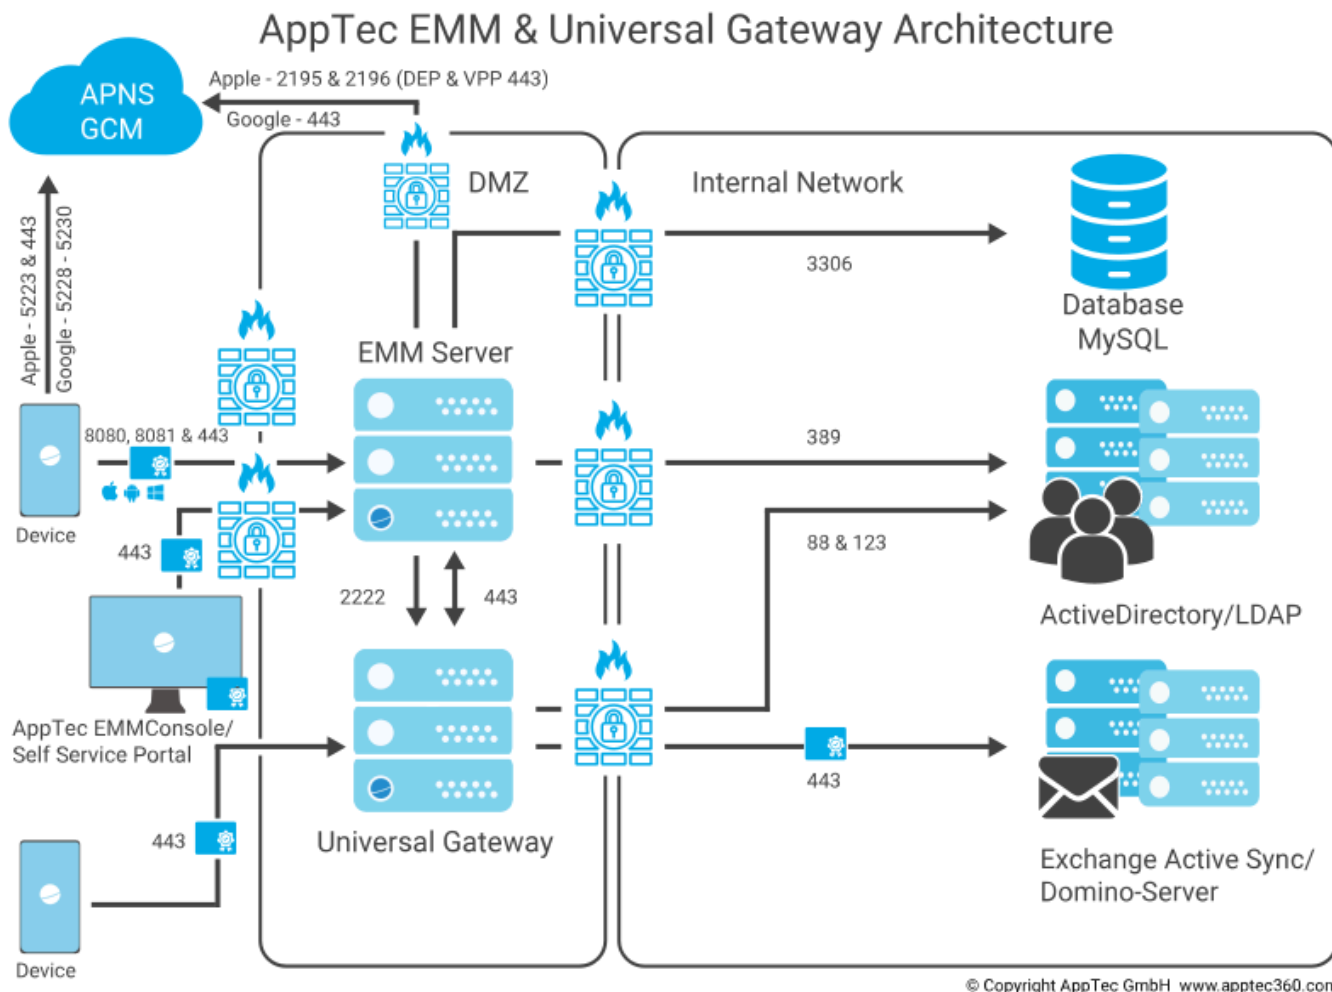 AppTec EMM & Universal Gateway Architecture
APNS
GCM
Apple - 2195 & 2196 (DEP & VPP 443)
Google - 443
DMZ
Internal Network
Apple - 5223 & 443
Google - 5228 - 5230
3306
Database
MySQL
EMM Server
8080, 8081 & 443
389
Device
443
88 & 123
2222
443
ActiveDirectory/LDAP
AppTec EMMConsole/
Self Service Portal
443
443
Universal Gateway
Exchange Active Sync/
Domino-Server
Device
© Copyright AppTec GmbH www.apptec360.com